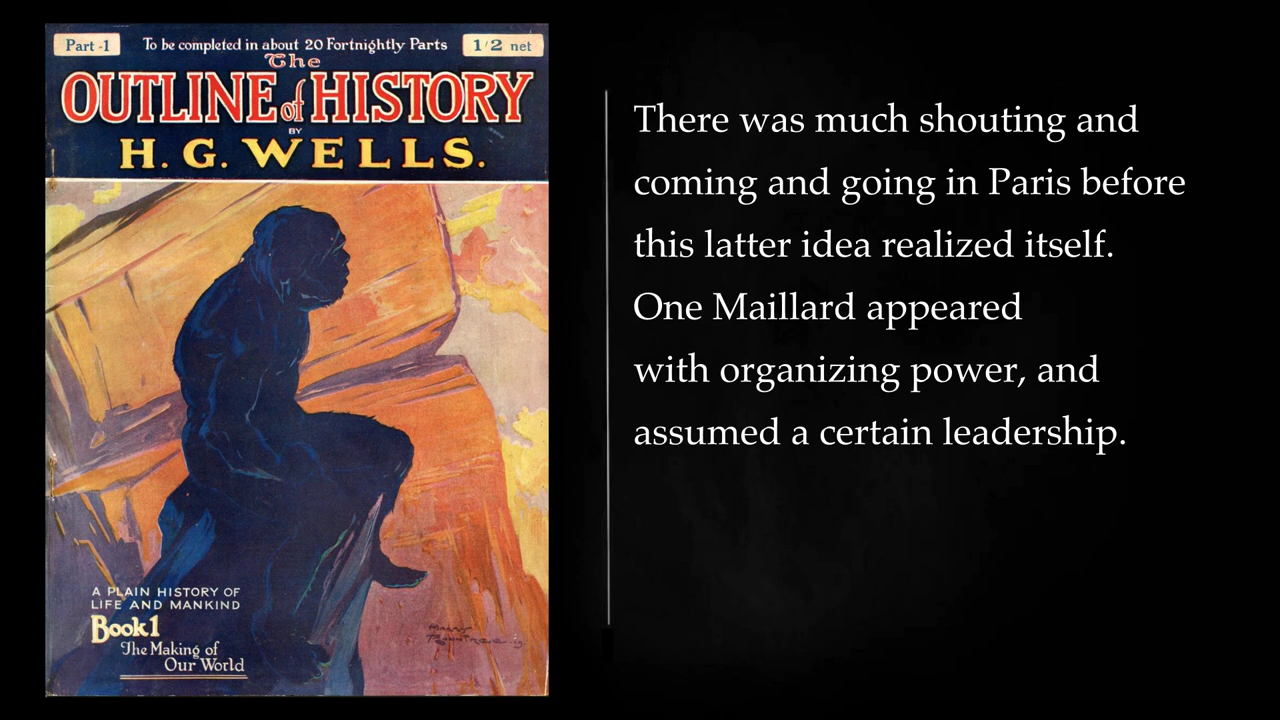 Part -1
To be completed in about 20 Fortnightly Parts
1/2 net
The
OUTLINE of HISTORY
BY
H. G. WELLS.
A PLAIN HISTORY OF
LIFE AND MANKIND
Book 1
The Making of
Our World
There was much shouting and
coming and going in Paris before
this latter idea realized itself.
One Maillard appeared
with organizing power, and
assumed a certain leadership.